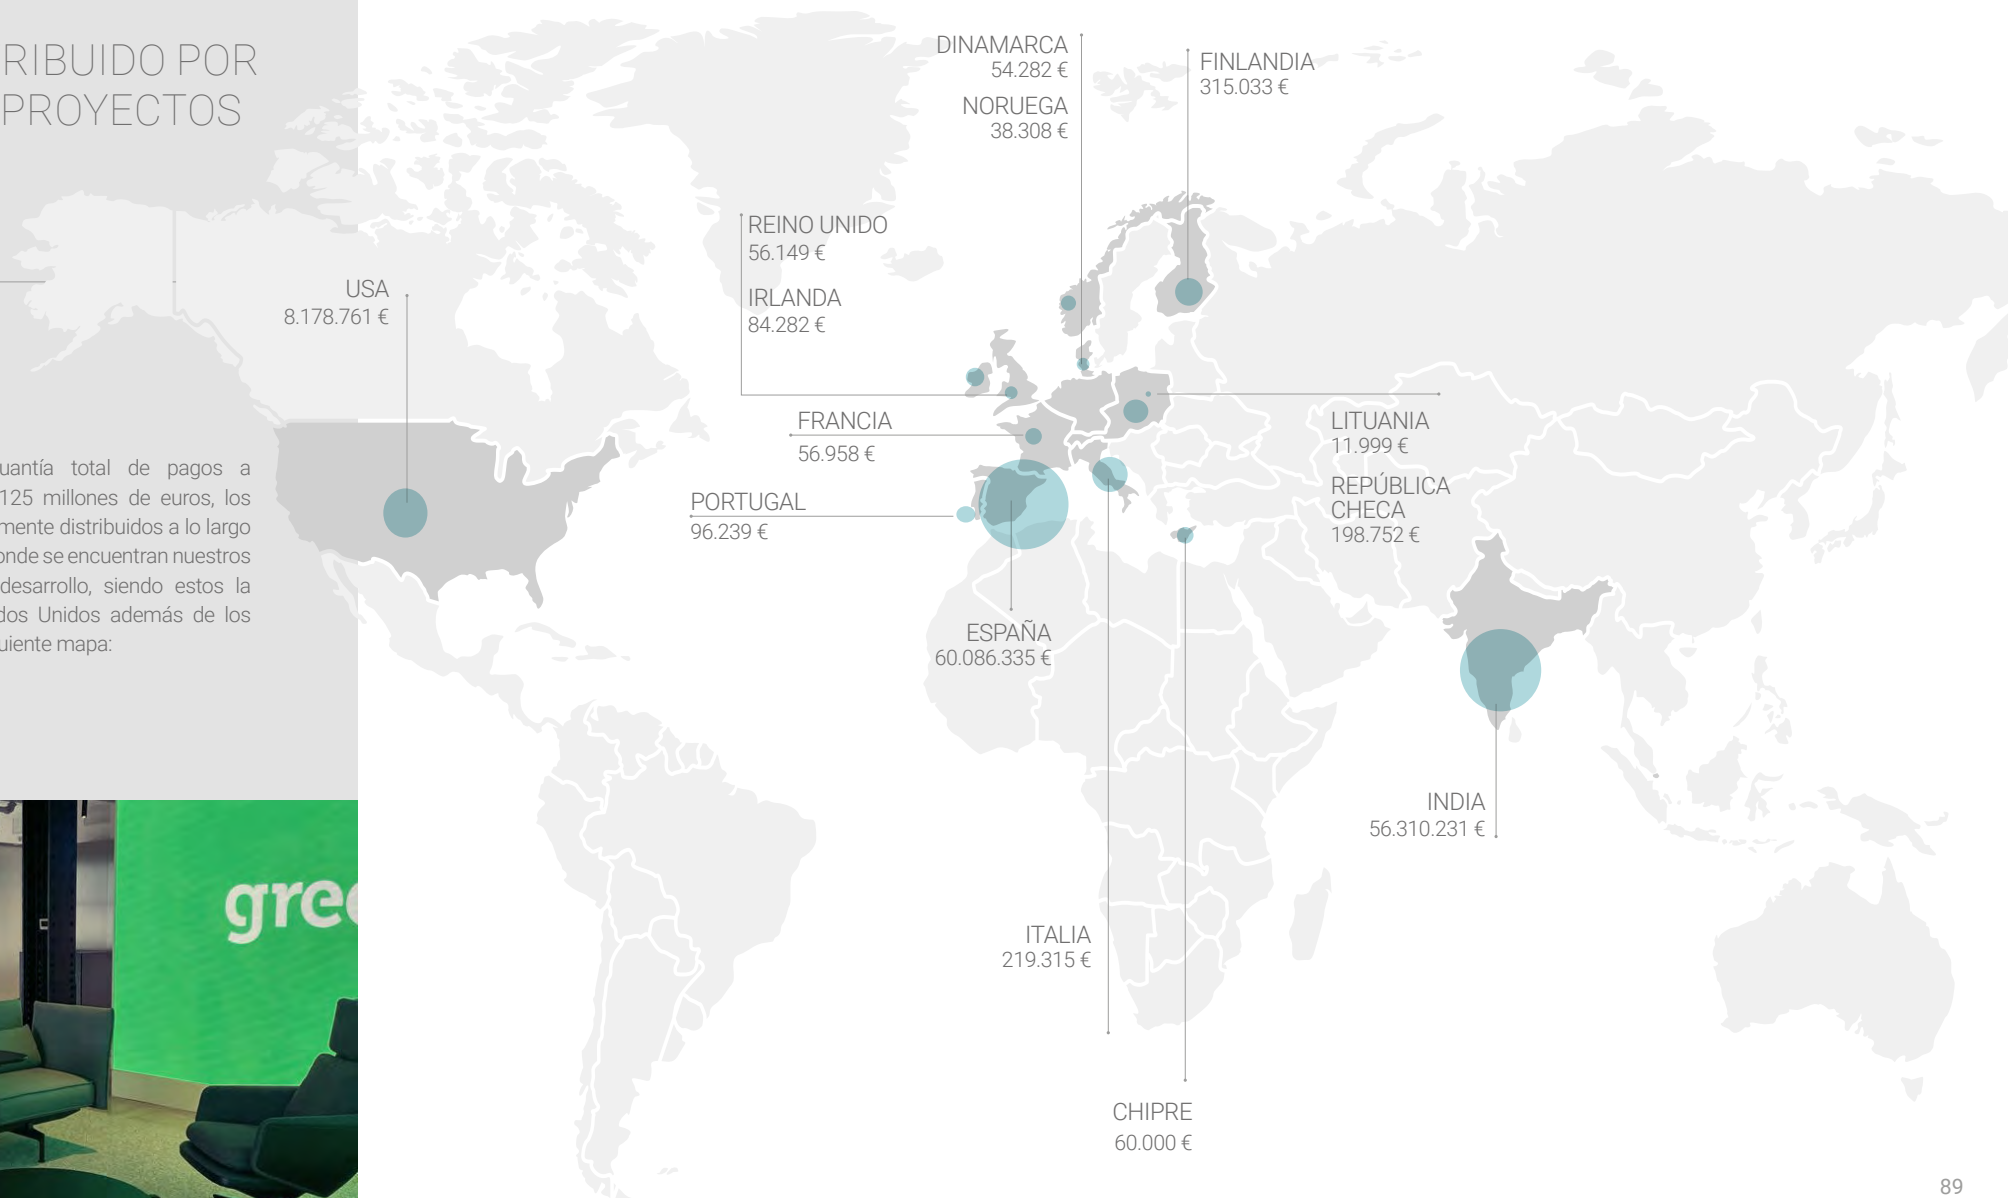 RIBUIDO POR
PROYECTOS
uantía total de pagos a
125 millones de euros, los
mente distribuidos a lo largo
onde se encuentran nuestros
desarrollo, siendo estos la
dos Unidos además de los
uiente mapa:
gree
USA
8.178.761 €
DINAMARCA
54.282 €
NORUEGA
38.308 €
FINLANDIA
315.033 €
REINO UNIDO
56.149 €
IRLANDA
84.282 €
FRANCIA
56.958 €
PORTUGAL
96.239 €
LITUANIA
11.999 €
REPÚBLICA
CHECA
198.752 €
ESPAÑA
60.086.335 €
INDIA
56.310.231 €
ITALIA
219.315 €
CHIPRE
60.000 €
89